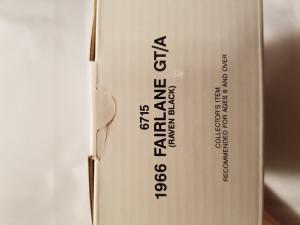 6715
(RAVEN BLACK)
1966 FAIRLANE GT/A
COLLECTOR'S ITEM
RECOMMENDED FOR AGES 8 AND OVER